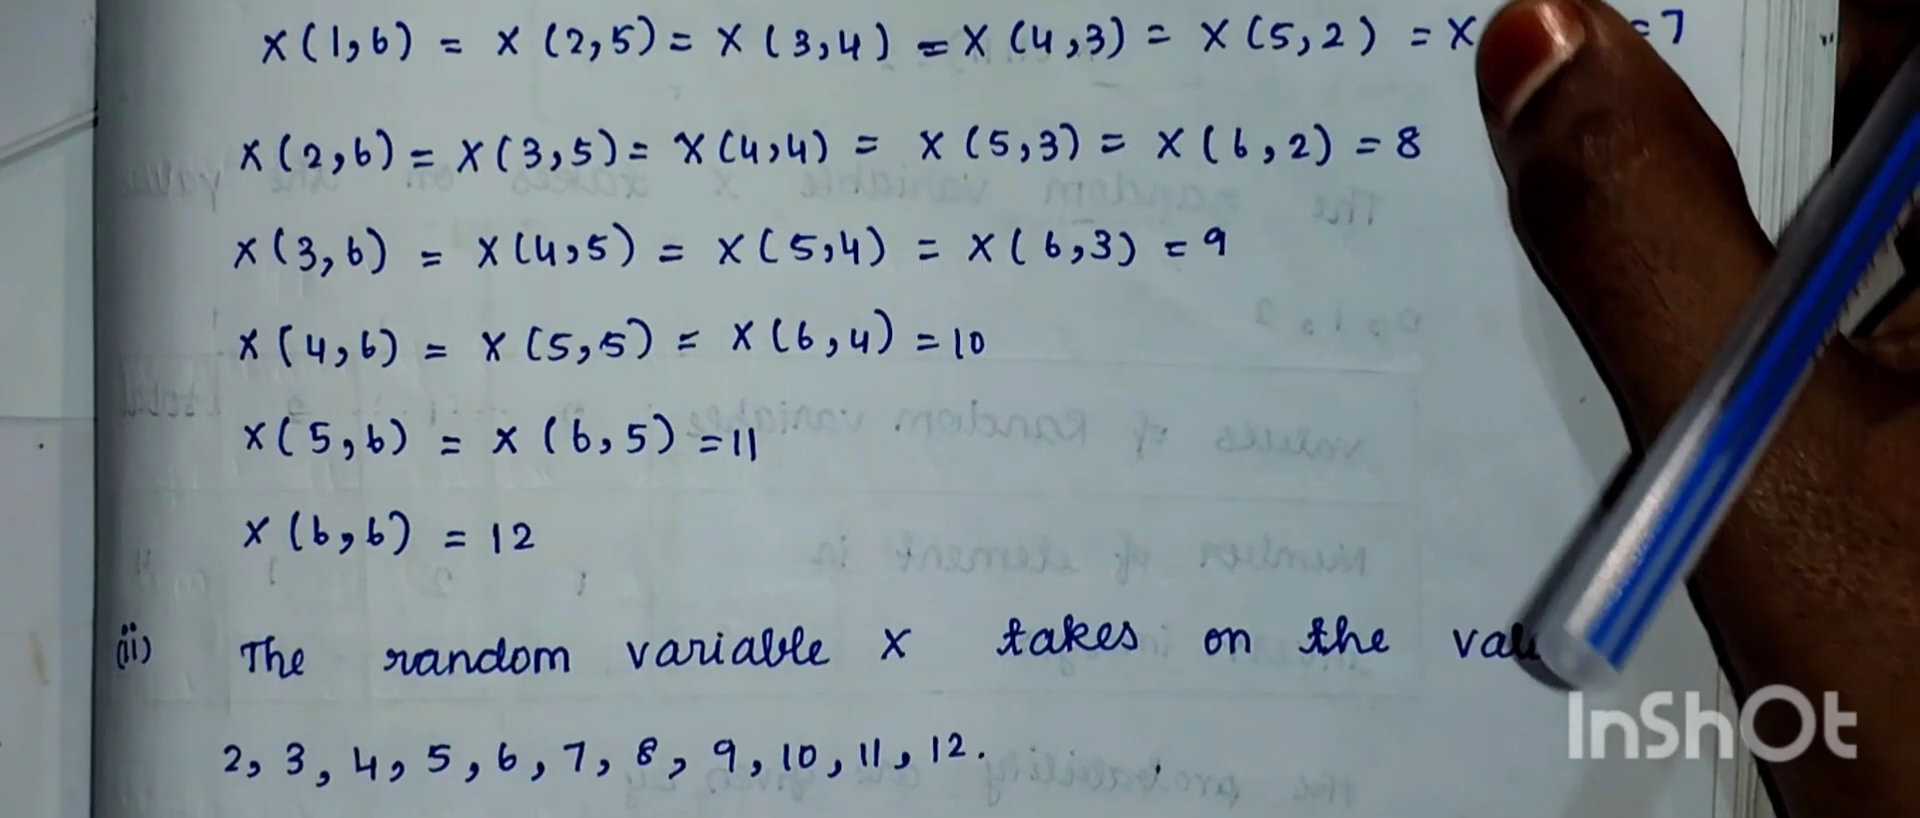 X(1,6) = X(2,5) = X(3,4) = X(4,3) = X(5,2) = X =7
X(2,6) = X(3,5) = X(4,4) = X(5,3) = X(6,2) = 8
X(3,6) = X(4,5) = X(5,4) = X(6,3) = 9
X(4,6) = X(5,5) = X(6,4) = 10
X(5,6) = X(6,5) = 11
X(6,6) = 12
(ii) The random variable X takes on the
2, 3, 4, 5, 6, 7, 8, 9, 10, 11, 12.
InShOt